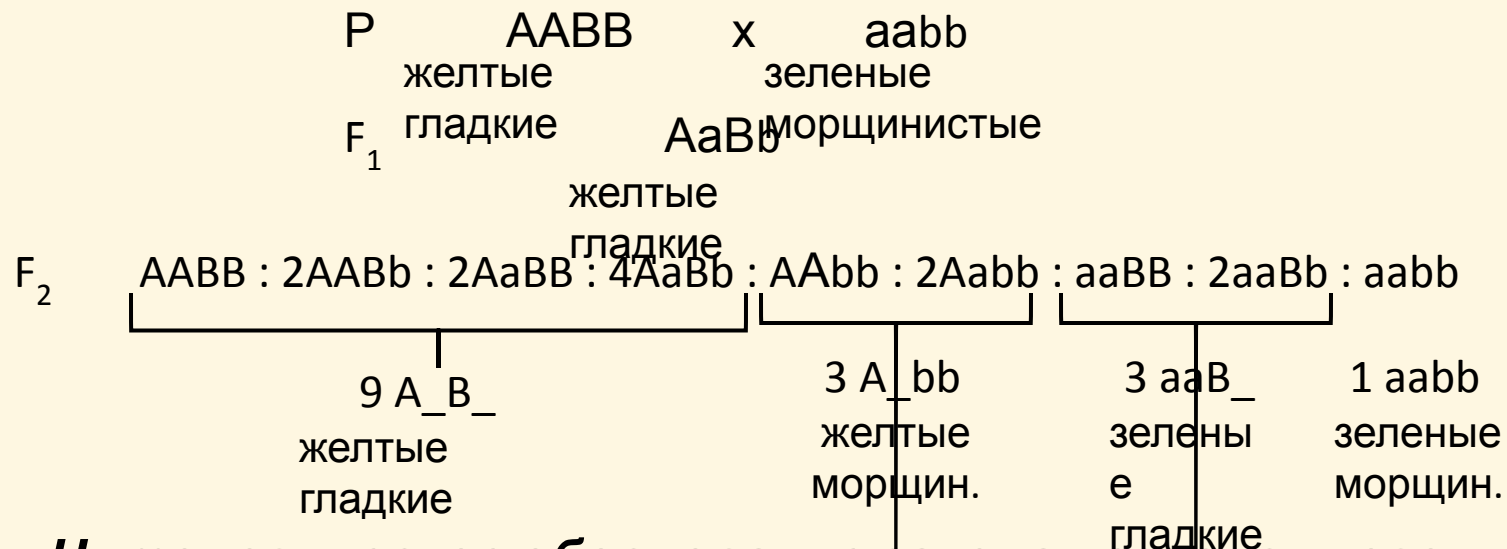 P AABB x aabb
желтые зеленые
гладкие морщинистые
F1 AaBb
желтые
гладкие
F2 AABB : 2AABb : 2AaBB : 4AaBb : AAbb : 2Aabb : aaBB : 2aaBb : aabb
9 A_B_ 3 A_bb 3 aaB_ 1 aabb
желтые желтые зелены зеленые
гладкие морщин. е морщин.
гладкие